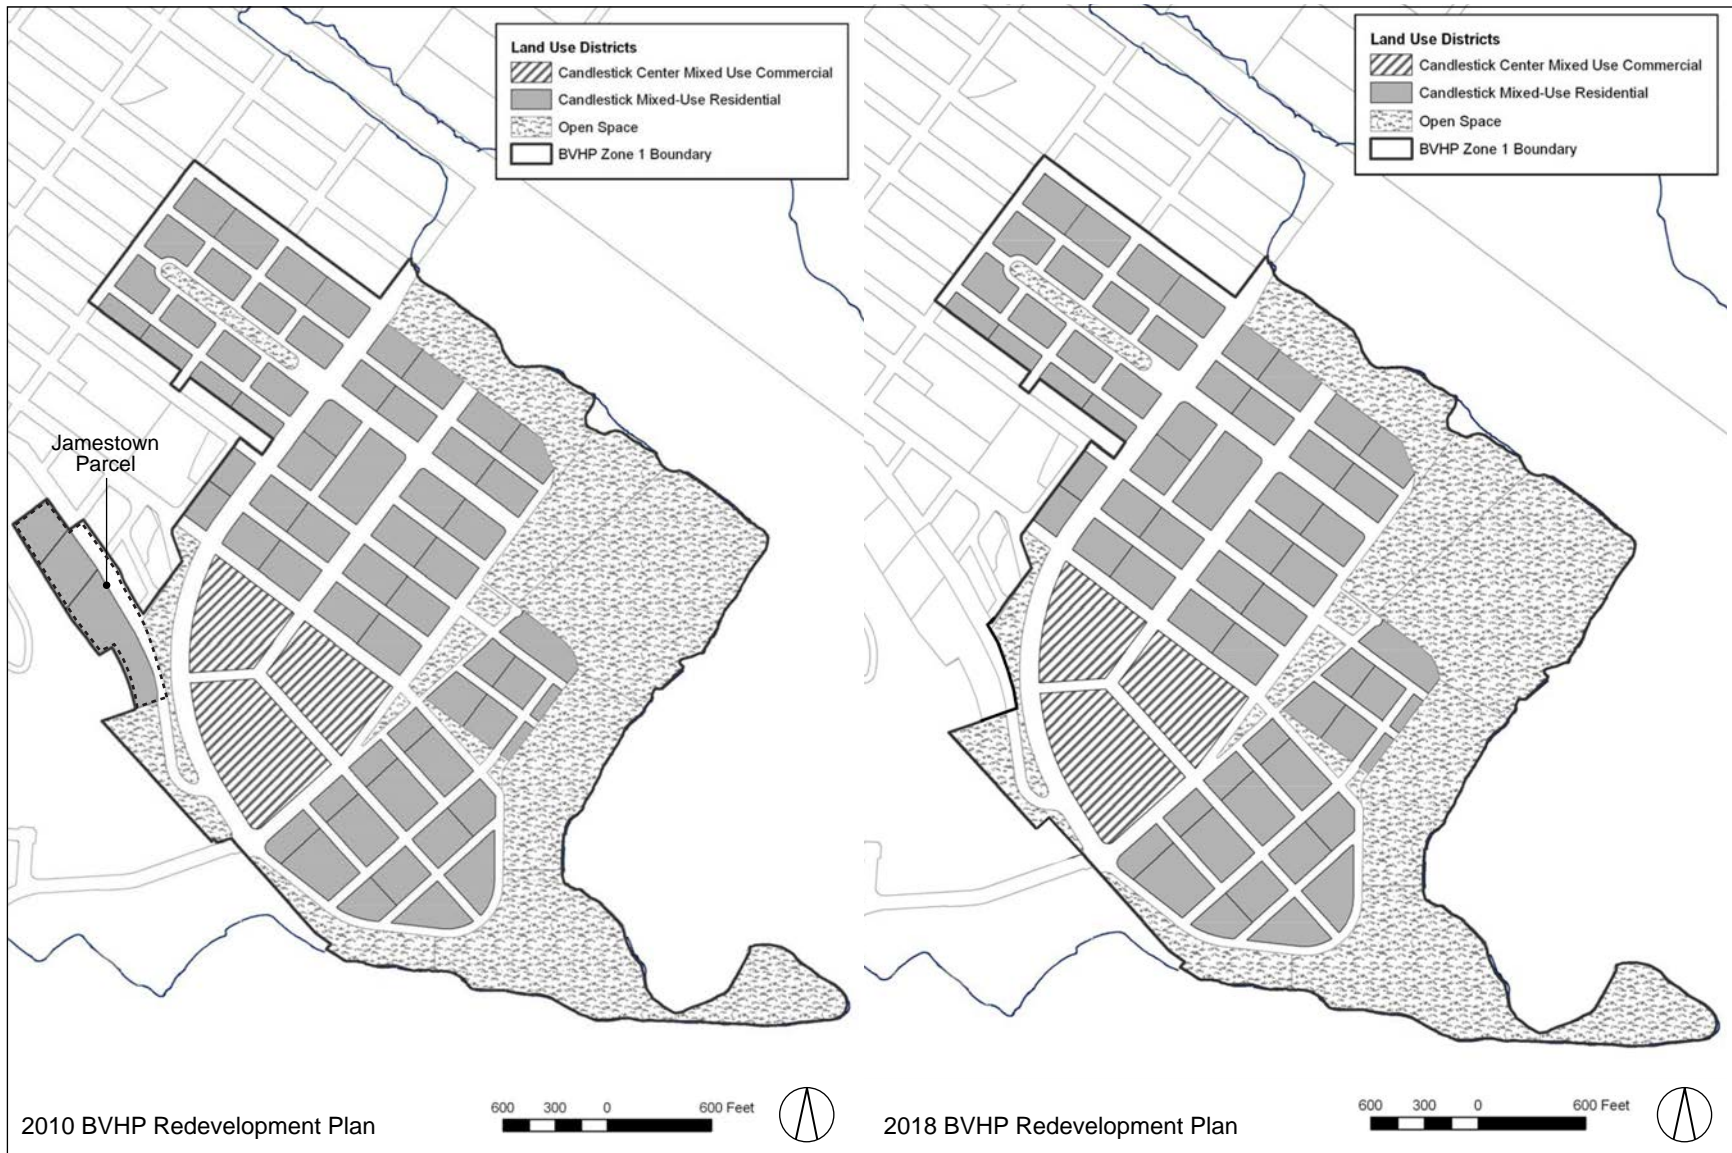 Land Use Districts
Candlestick Center Mixed Use Commercial
Candlestick Mixed-Use Residential
Open Space
BVHP Zone 1 Boundary
Jamestown
Parcel
2010 BVHP Redevelopment Plan
600 300 0 600 Feet
Land Use Districts
Candlestick Center Mixed Use Commercial
Candlestick Mixed-Use Residential
Open Space
BVHP Zone 1 Boundary
2018 BVHP Redevelopment Plan
600 300 0 600 Feet